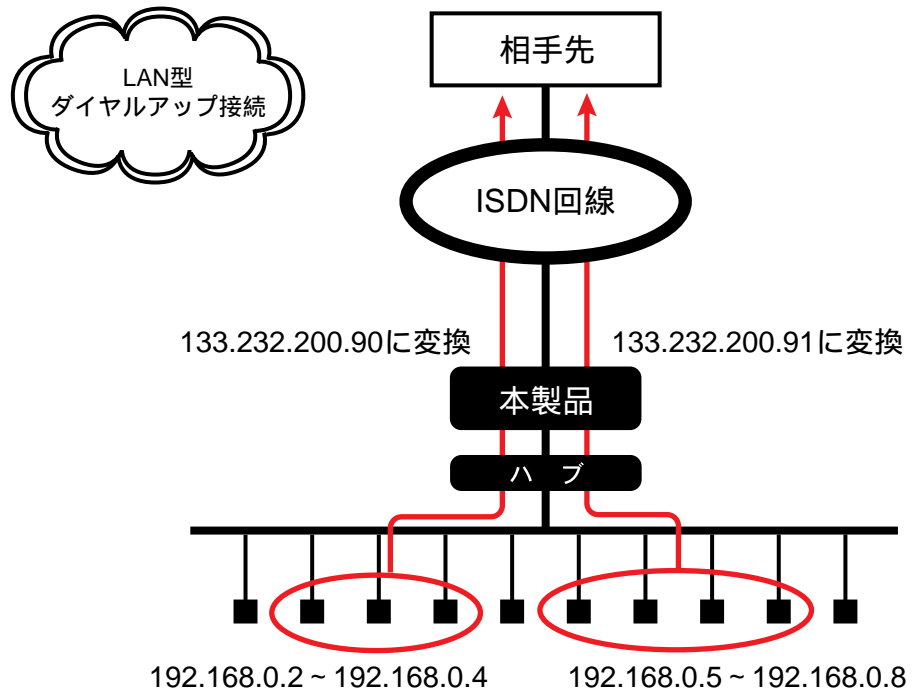 相手先
LAN型
ダイヤルアップ接続
ISDN回線
133.232.200.90に変換
133.232.200.91に変換
本製品
ハ ブ
192.168.0.2 ~ 192.168.0.4
192.168.0.5 ~ 192.168.0.8